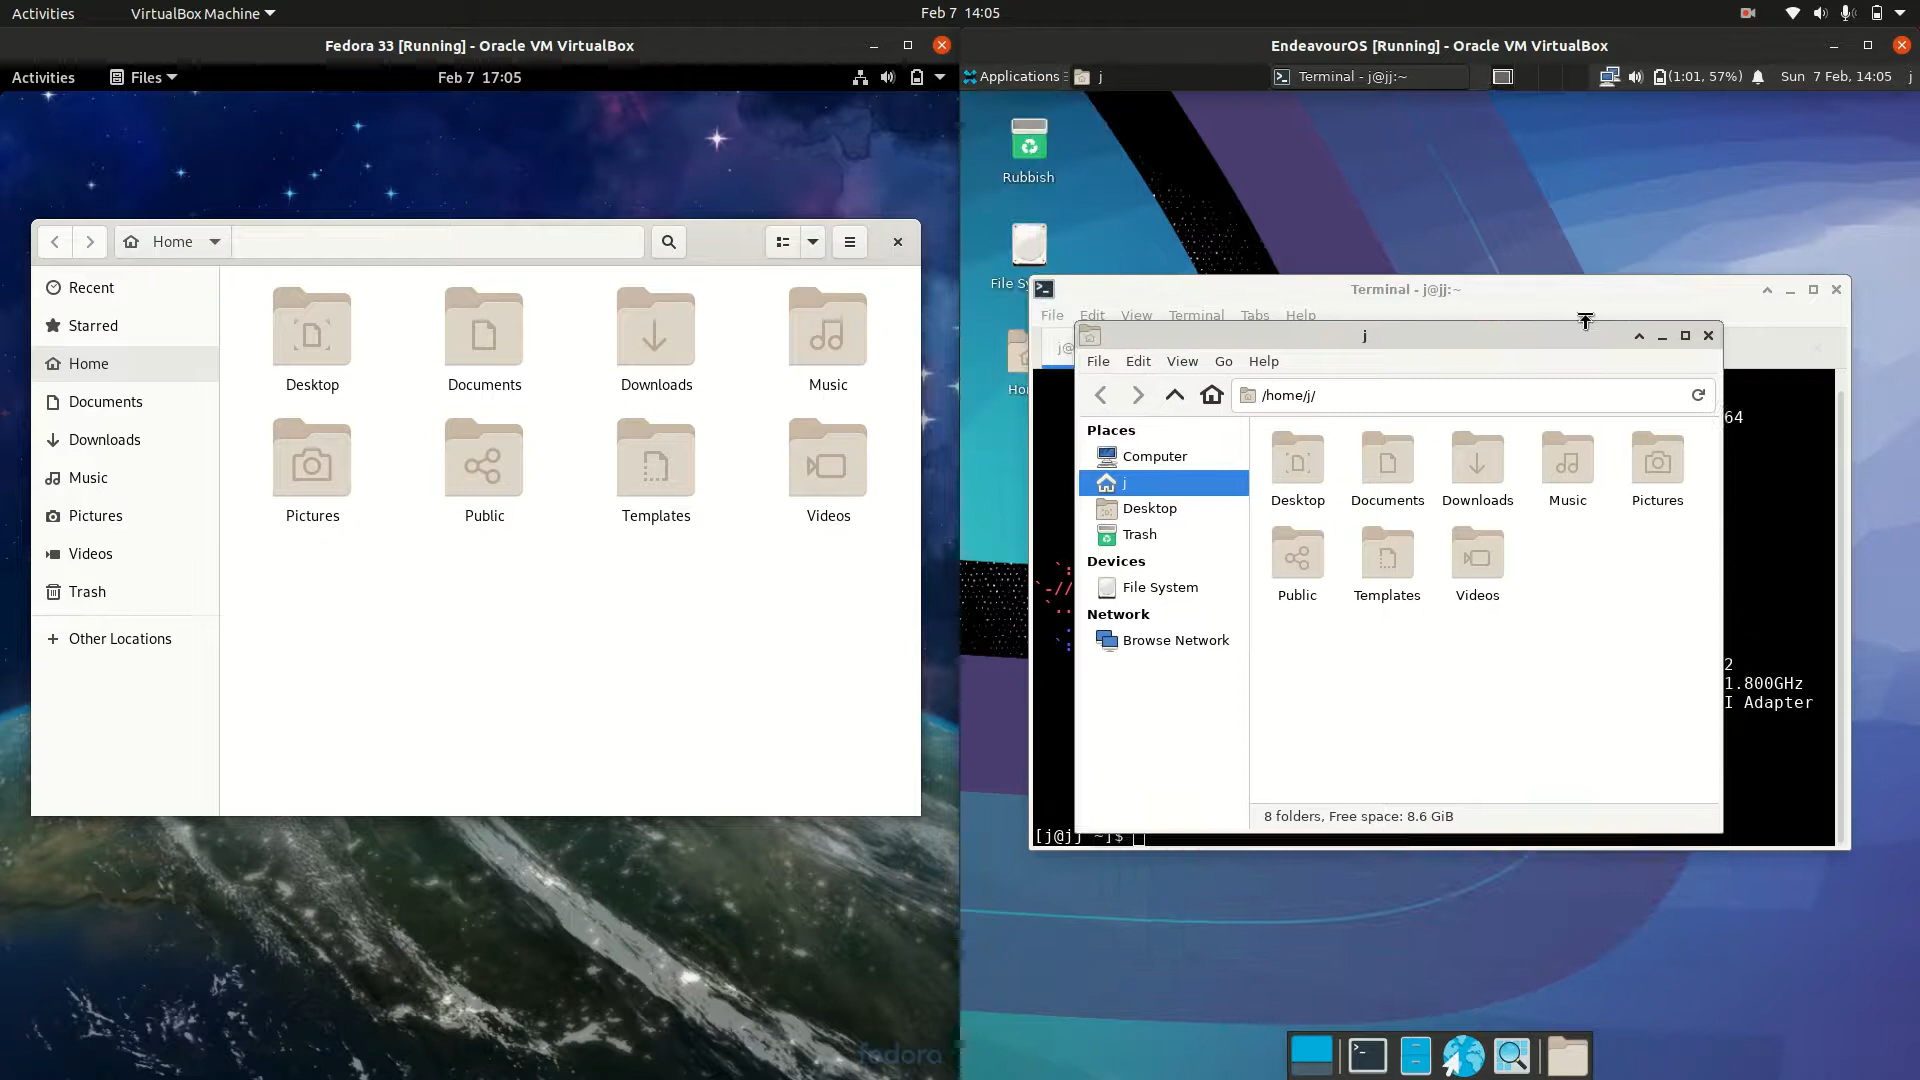 Activities
VirtualBox Machine
Feb 7 14:05
Fedora 33 [Running] - Oracle VM VirtualBox
Activities
Files
Feb 7 17:05
Home
Recent
Starred
Home
Documents
Downloads
Music
Pictures
Videos
Trash
Other Locations
Desktop
Documents
Downloads
Music
Pictures
Public
Templates
Videos
fedora
EndeavourOS [Running] - Oracle VM VirtualBox
Applications
j
Terminal - j@jj:~
(1:01, 57%)
Sun 7 Feb, 14:05
j
Rubbish
File Sy
Ho
Terminal - j@jj:~
File Edit View Terminal Tabs Help
j@
64
2
1.800GHz
I Adapter
[j@jj ~]$
j
File Edit View Go Help
/home/j/
Places
Computer
j
Desktop
Trash
Devices
File System
Network
Browse Network
Desktop
Documents
Downloads
Music
Pictures
Public
Templates
Videos
8 folders, Free space: 8.6 GiB